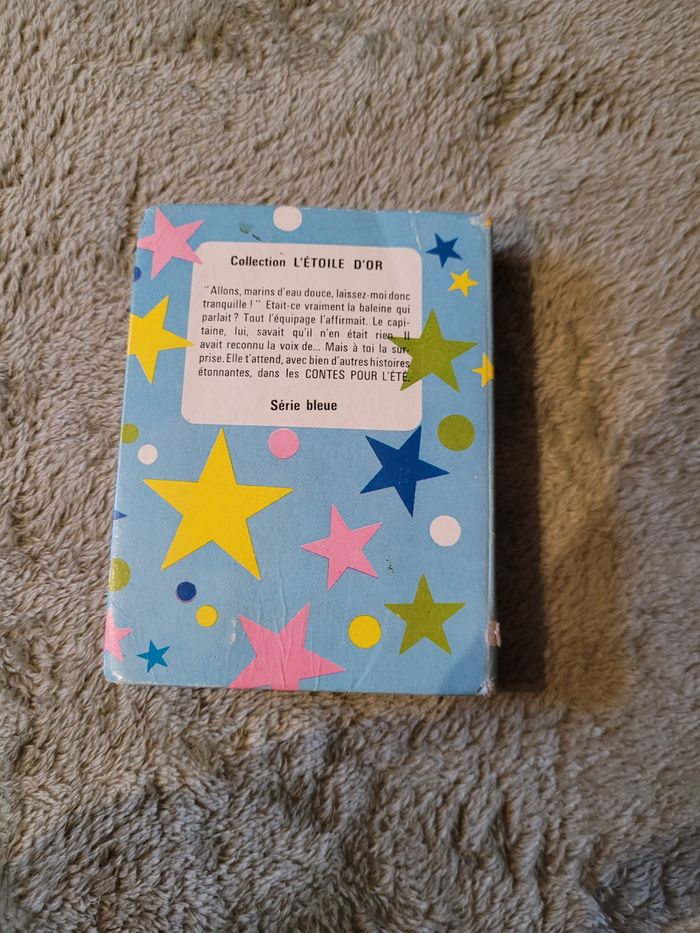 Collection L'ÉTOILE D'OR
"Allons, marins d'eau douce, laissez-moi donc
tranquille ! " Etait-ce vraiment la baleine qui
parlait ? Tout l'équipage l'affirmait. Le capi-
taine, lui, savait qu'il n'en était rien. Il
avait reconnu la voix de... Mais à toi la sur-
prise. Elle t'attend, avec bien d'autres histoires
étonnantes, dans les CONTES POUR L'ÉTÉ.
Série bleue